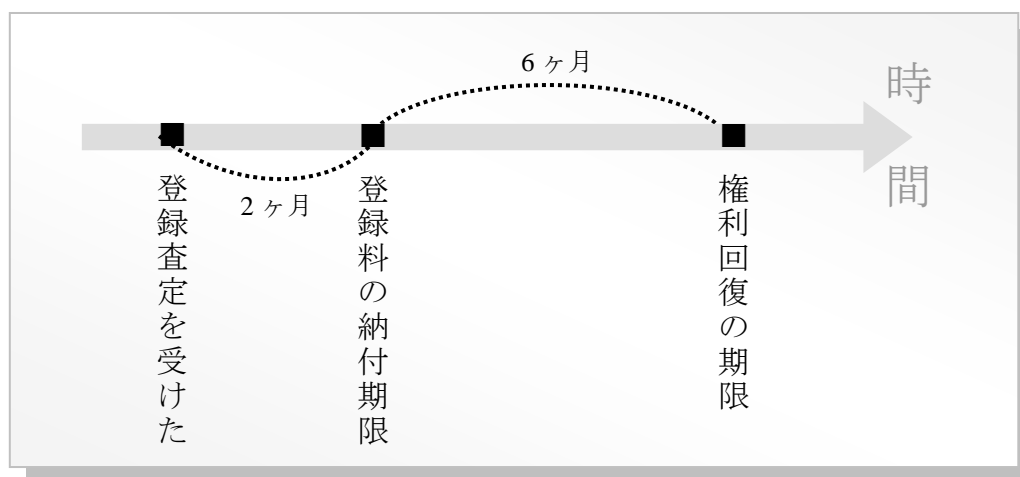 6 ヶ月
時間
2 ヶ月
登録査定を受けた
登録料の納付期限
権利回復の期限